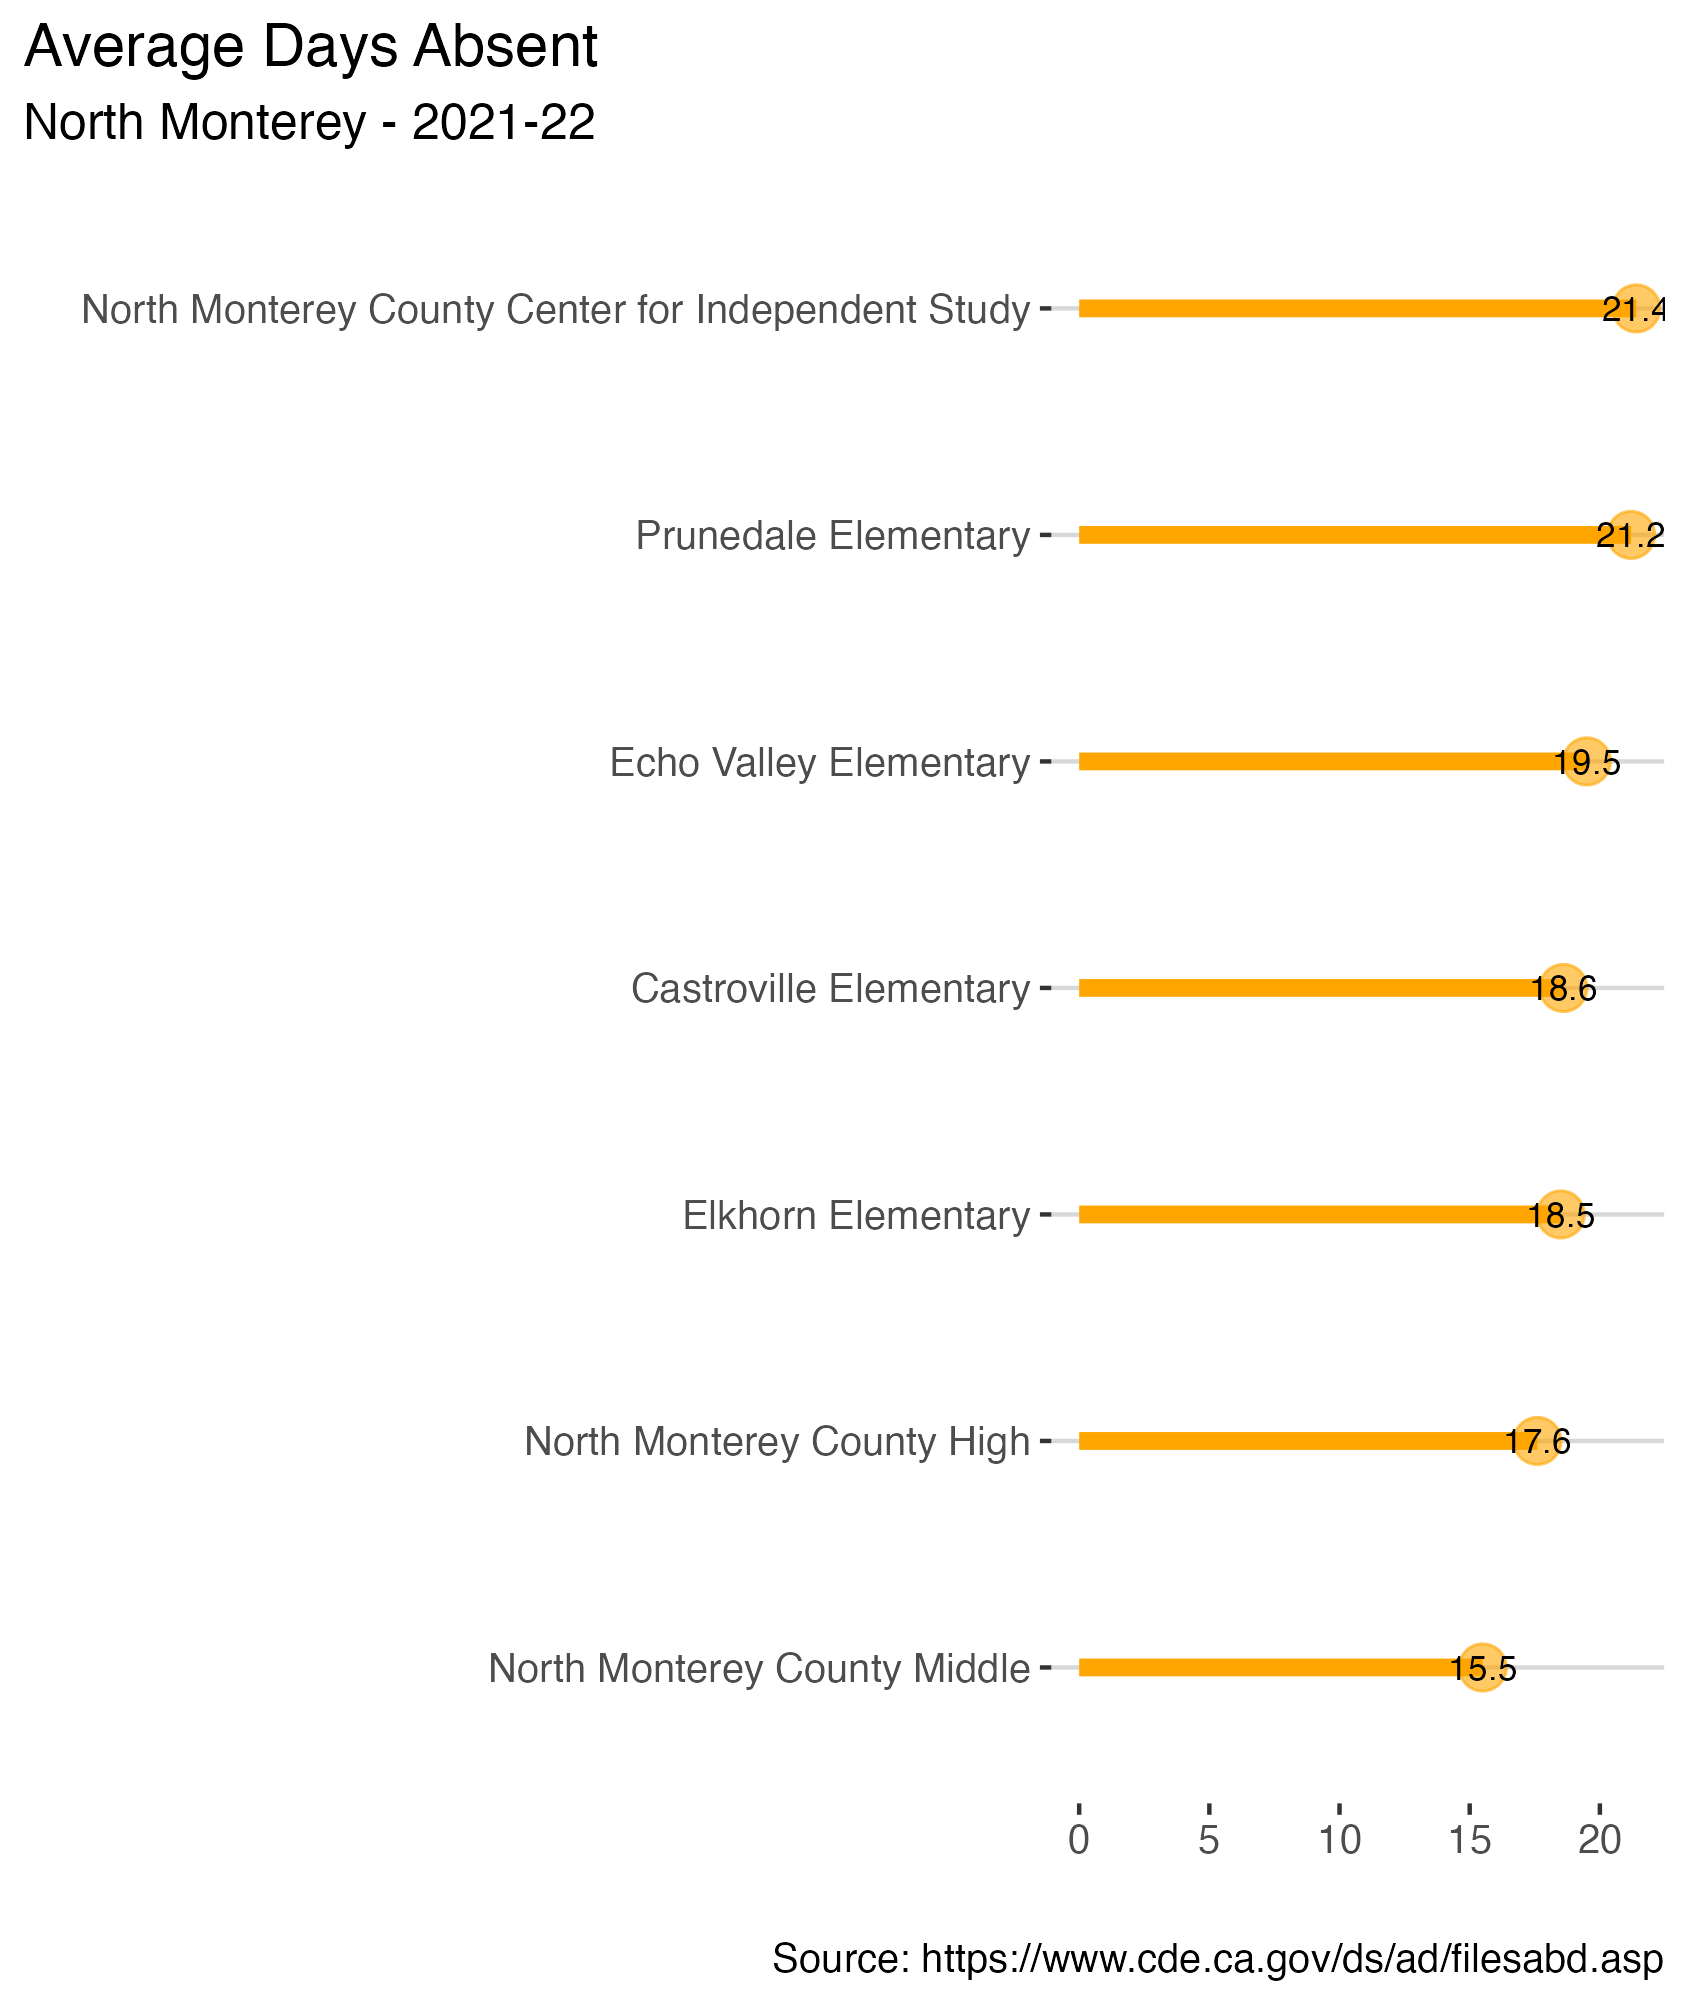 Average Days Absent
North Monterey - 2021-22
North Monterey County Center for Independent Study 21.4
Prunedale Elementary 21.2
Echo Valley Elementary 19.5
Castroville Elementary 18.6
Elkhorn Elementary 18.5
North Monterey County High 17.6
North Monterey County Middle 15.5
0 5 10 15 20
Source: https://www.cde.ca.gov/ds/ad/filesabd.asp